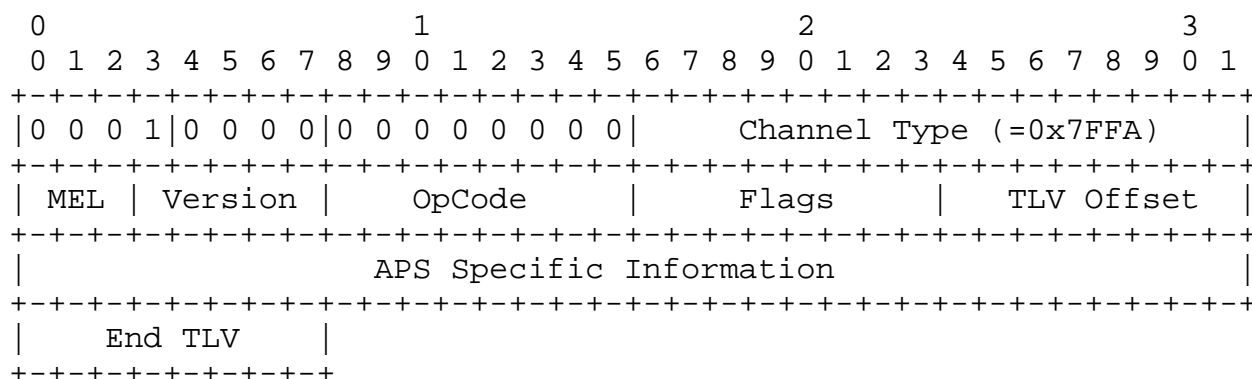 0                   1                   2                   3
 0 1 2 3 4 5 6 7 8 9 0 1 2 3 4 5 6 7 8 9 0 1 2 3 4 5 6 7 8 9 0 1
+-+-+-+-+-+-+-+-+-+-+-+-+-+-+-+-+-+-+-+-+-+-+-+-+-+-+-+-+-+-+-+-+
|0 0 0 1|0 0 0 0|0 0 0 0 0 0 0 0|     Channel Type (=0x7FFA)     |
+-+-+-+-+-+-+-+-+-+-+-+-+-+-+-+-+-+-+-+-+-+-+-+-+-+-+-+-+-+-+-+-+
| MEL | Version |    OpCode     |     Flags     |   TLV Offset  |
+-+-+-+-+-+-+-+-+-+-+-+-+-+-+-+-+-+-+-+-+-+-+-+-+-+-+-+-+-+-+-+-+
|                  APS Specific Information                     |
+-+-+-+-+-+-+-+-+-+-+-+-+-+-+-+-+-+-+-+-+-+-+-+-+-+-+-+-+-+-+-+-+
|    End TLV    |
+-+-+-+-+-+-+-+-+